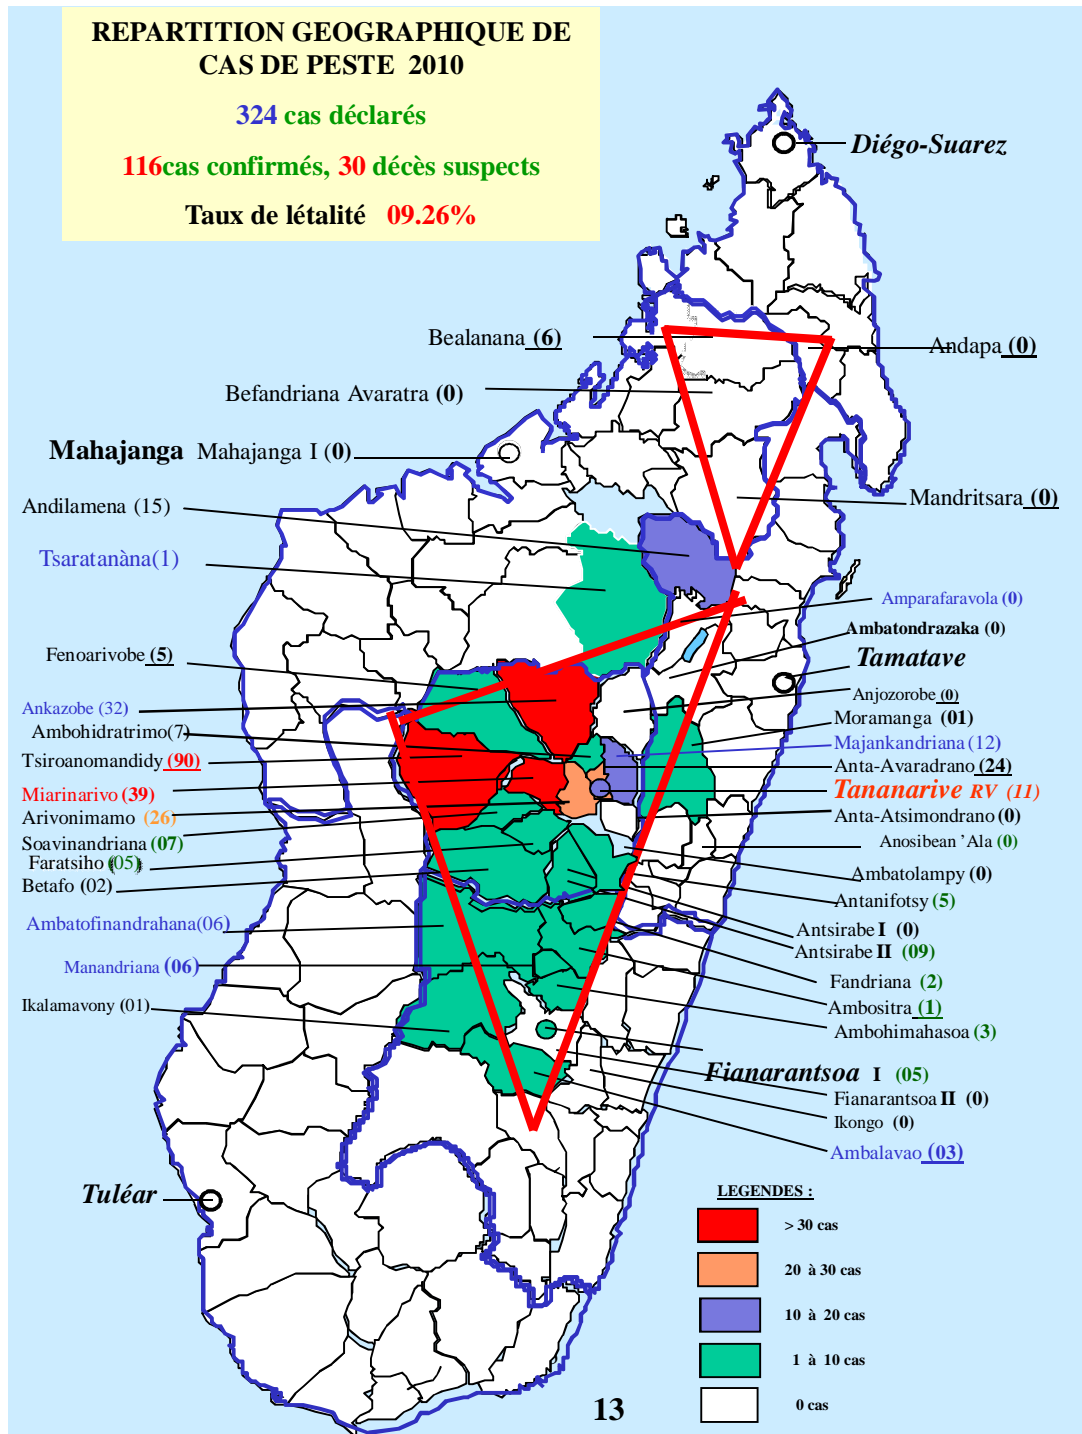 REPARTITION GEOGRAPHIQUE DE
CAS DE PESTE 2010
324 cas déclarés
116cas confirmés, 30 décès suspects
Taux de létalité 09.26%
Diégo-Suarez
Bealanana (6)
Andapa (0)
Befandriana Avaratra (0)
Mahajanga Mahajanga I (0)
Mandritsara (0)
Andilamena (15)
Tsaratanàna(1)
Amparafaravola (0)
Ambatondrazaka (0)
Fenoarivobe (5)
Tamatave
Anjozorobe (0)
Ankazobe (32)
Moramanga (01)
Ambohidratrimo(7)
Majankandriana (12)
Tsiroanomandidy (90)
Anta-Avaradrano (24)
Tananarive RV (11)
Miarinarivo (39)
Arivonimamo (26)
Anta-Atsimondrano (0)
Soavinandriana (07)
Anosibean 'Ala (0)
Faratsiho (05)
Ambatolampy (0)
Betafo (02)
Antanifotsy (5)
Ambatofinandrahana(06)
Antsirabe I (0)
Antsirabe II (09)
Manandriana (06)
Fandriana (2)
Ikalamavony (01)
Ambositra (1)
Ambohimahasoa (3)
Fianarantsoa I (05)
Fianarantsoa II (0)
Ikongo (0)
Ambalavao (03)
Tuléar
LEGENDES :
> 30 cas
20 à 30 cas
10 à 20 cas
1 à 10 cas
0 cas
13